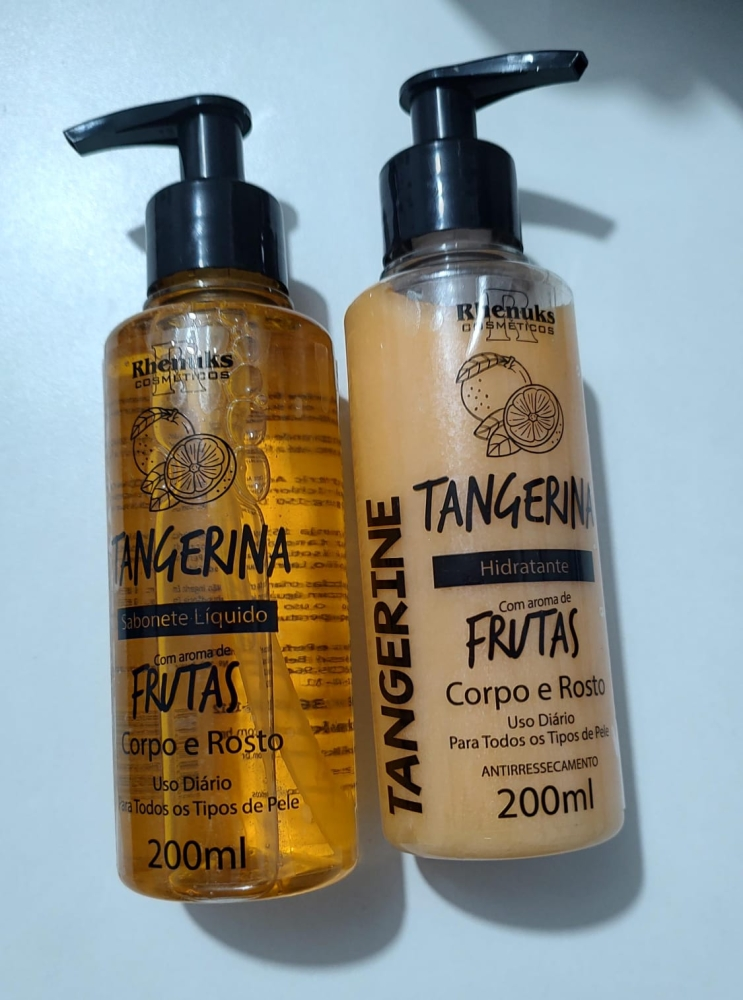 Rhenuks
COSMÉTICOS
TANGERINA
Sabonete Líquido
Com aroma de
FRUTAS
Corpo e Rosto
Uso Diário
Para Todos os Tipos de Pele
200ml
Rhenuks
COSMÉTICOS
TANGERINA
Hidratante
Com aroma de
FRUTAS
Corpo e Rosto
Uso Diário
Para Todos os Tipos de Pele
ANTIRRESSECAMENTO
200ml
TANGERINE